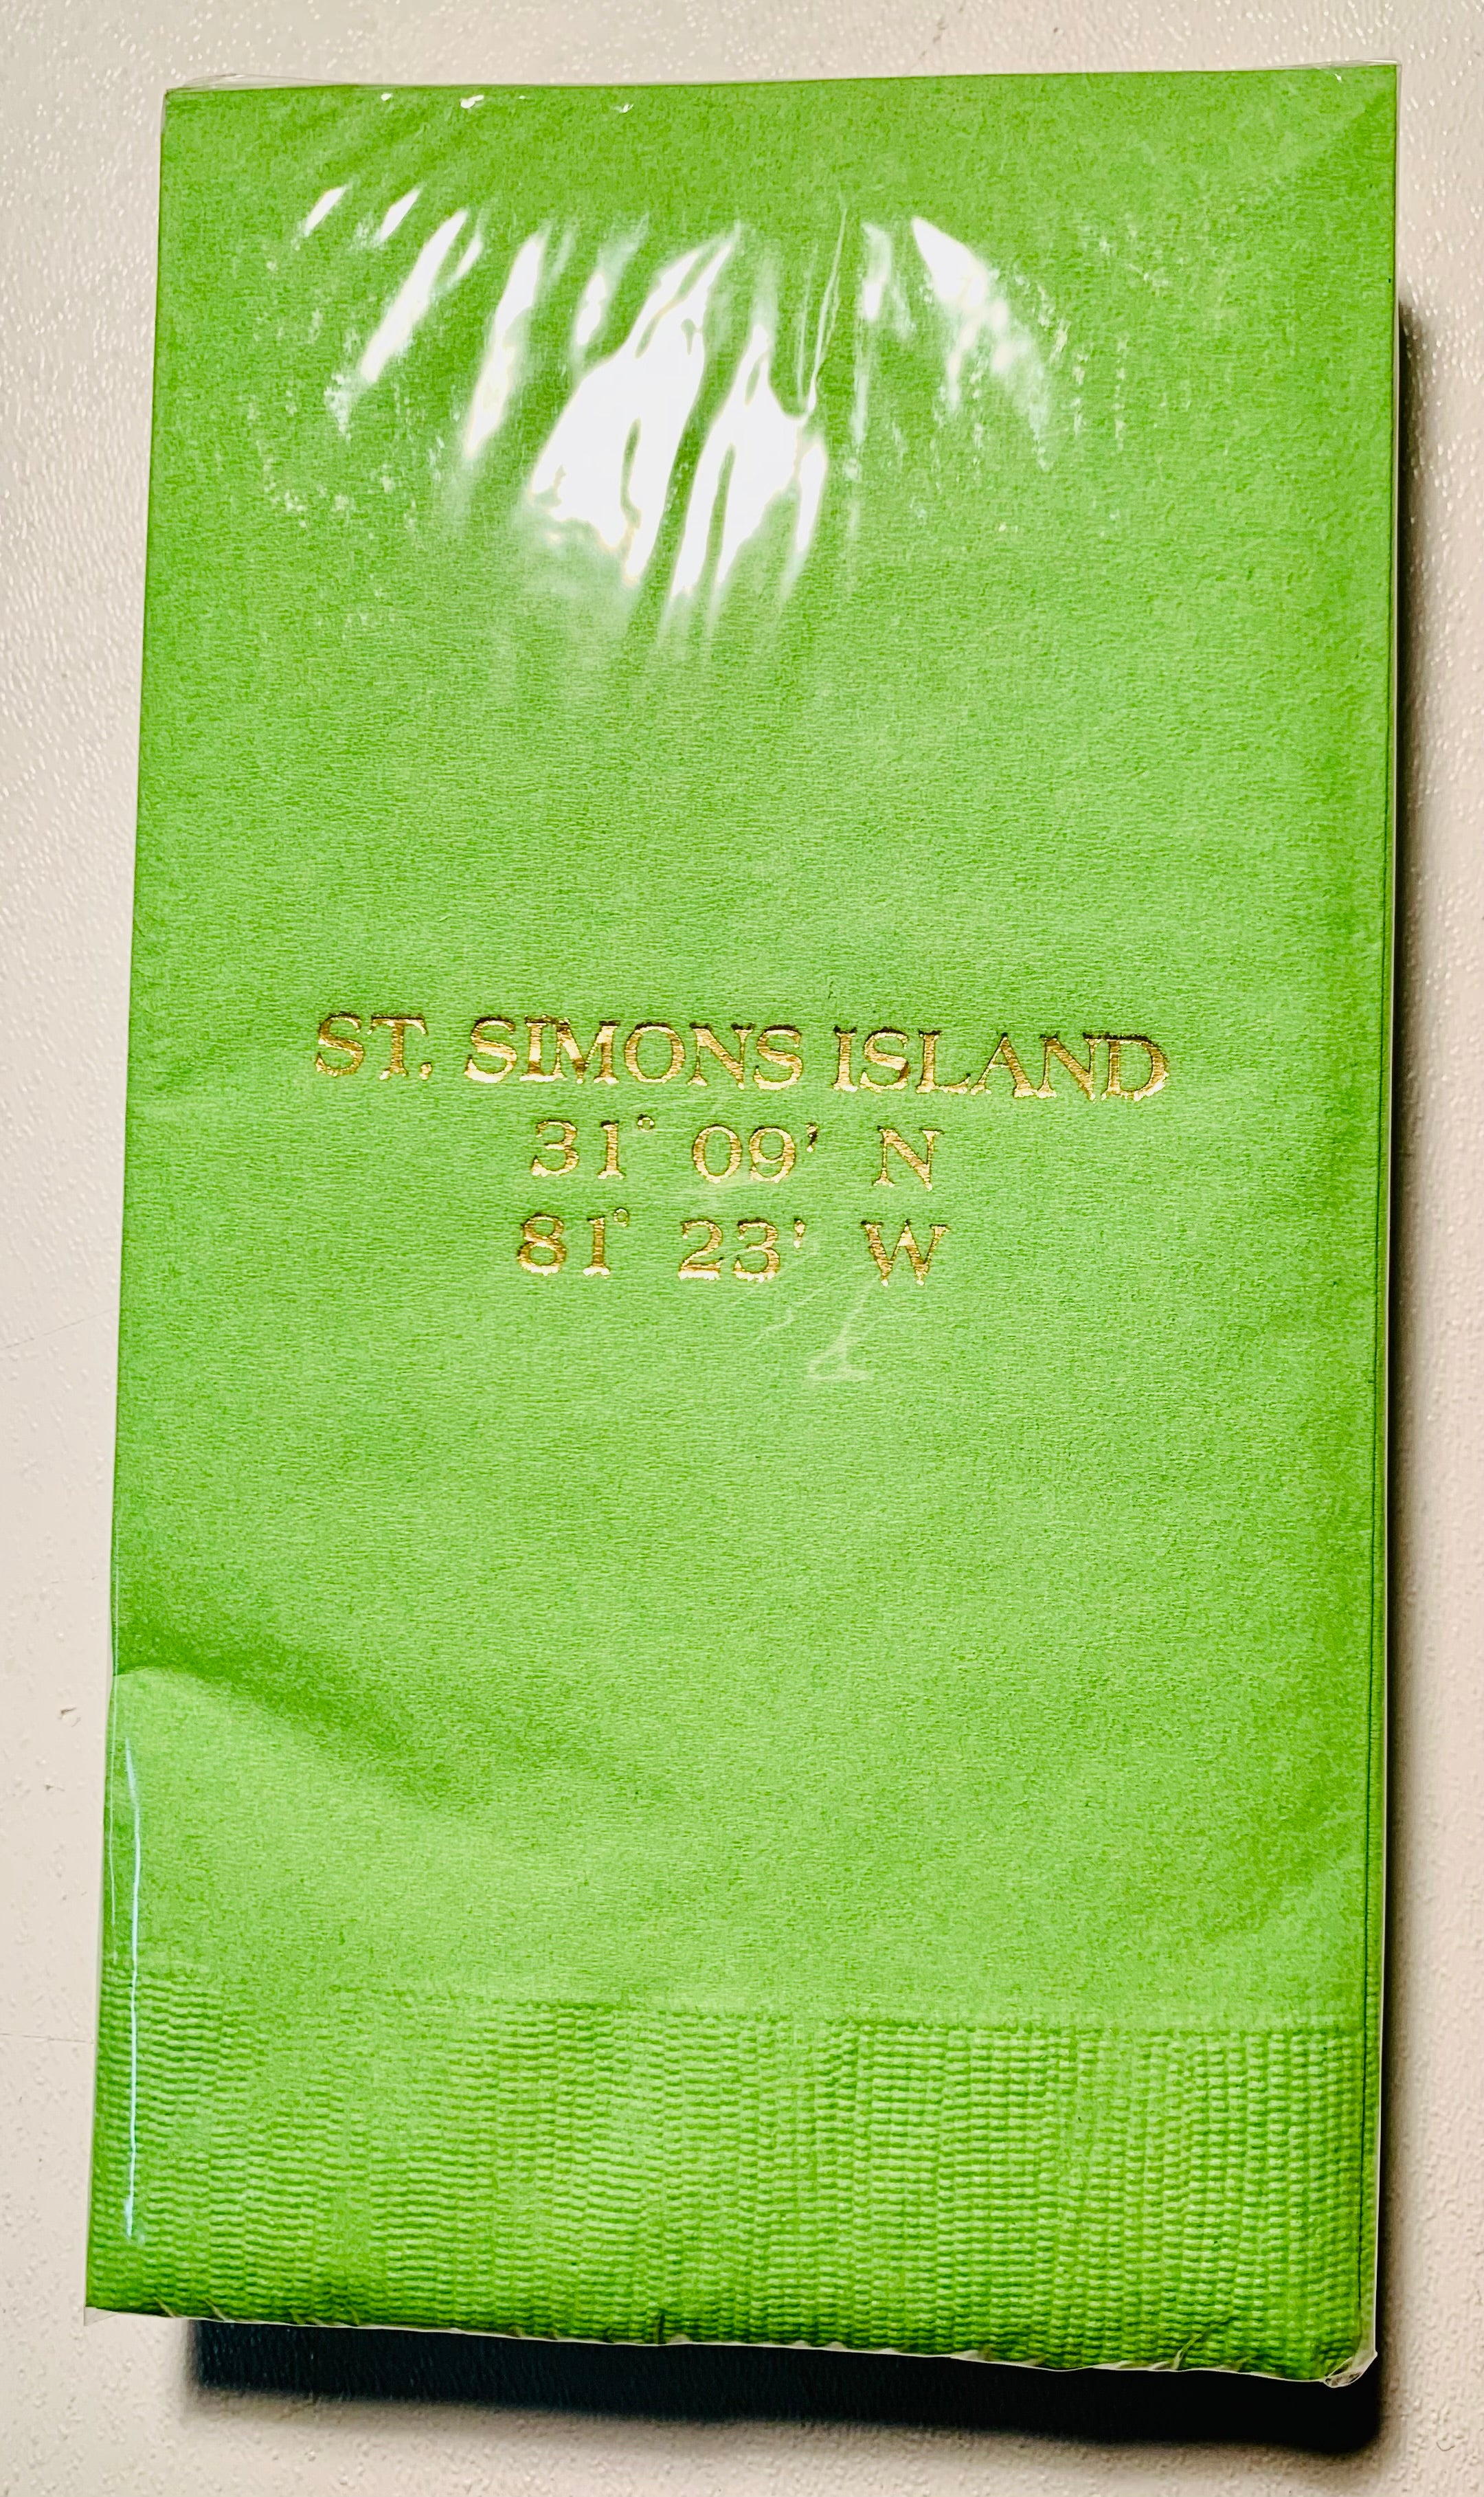 ST. SIMONS ISLAND
31° 09' N
81° 23' W